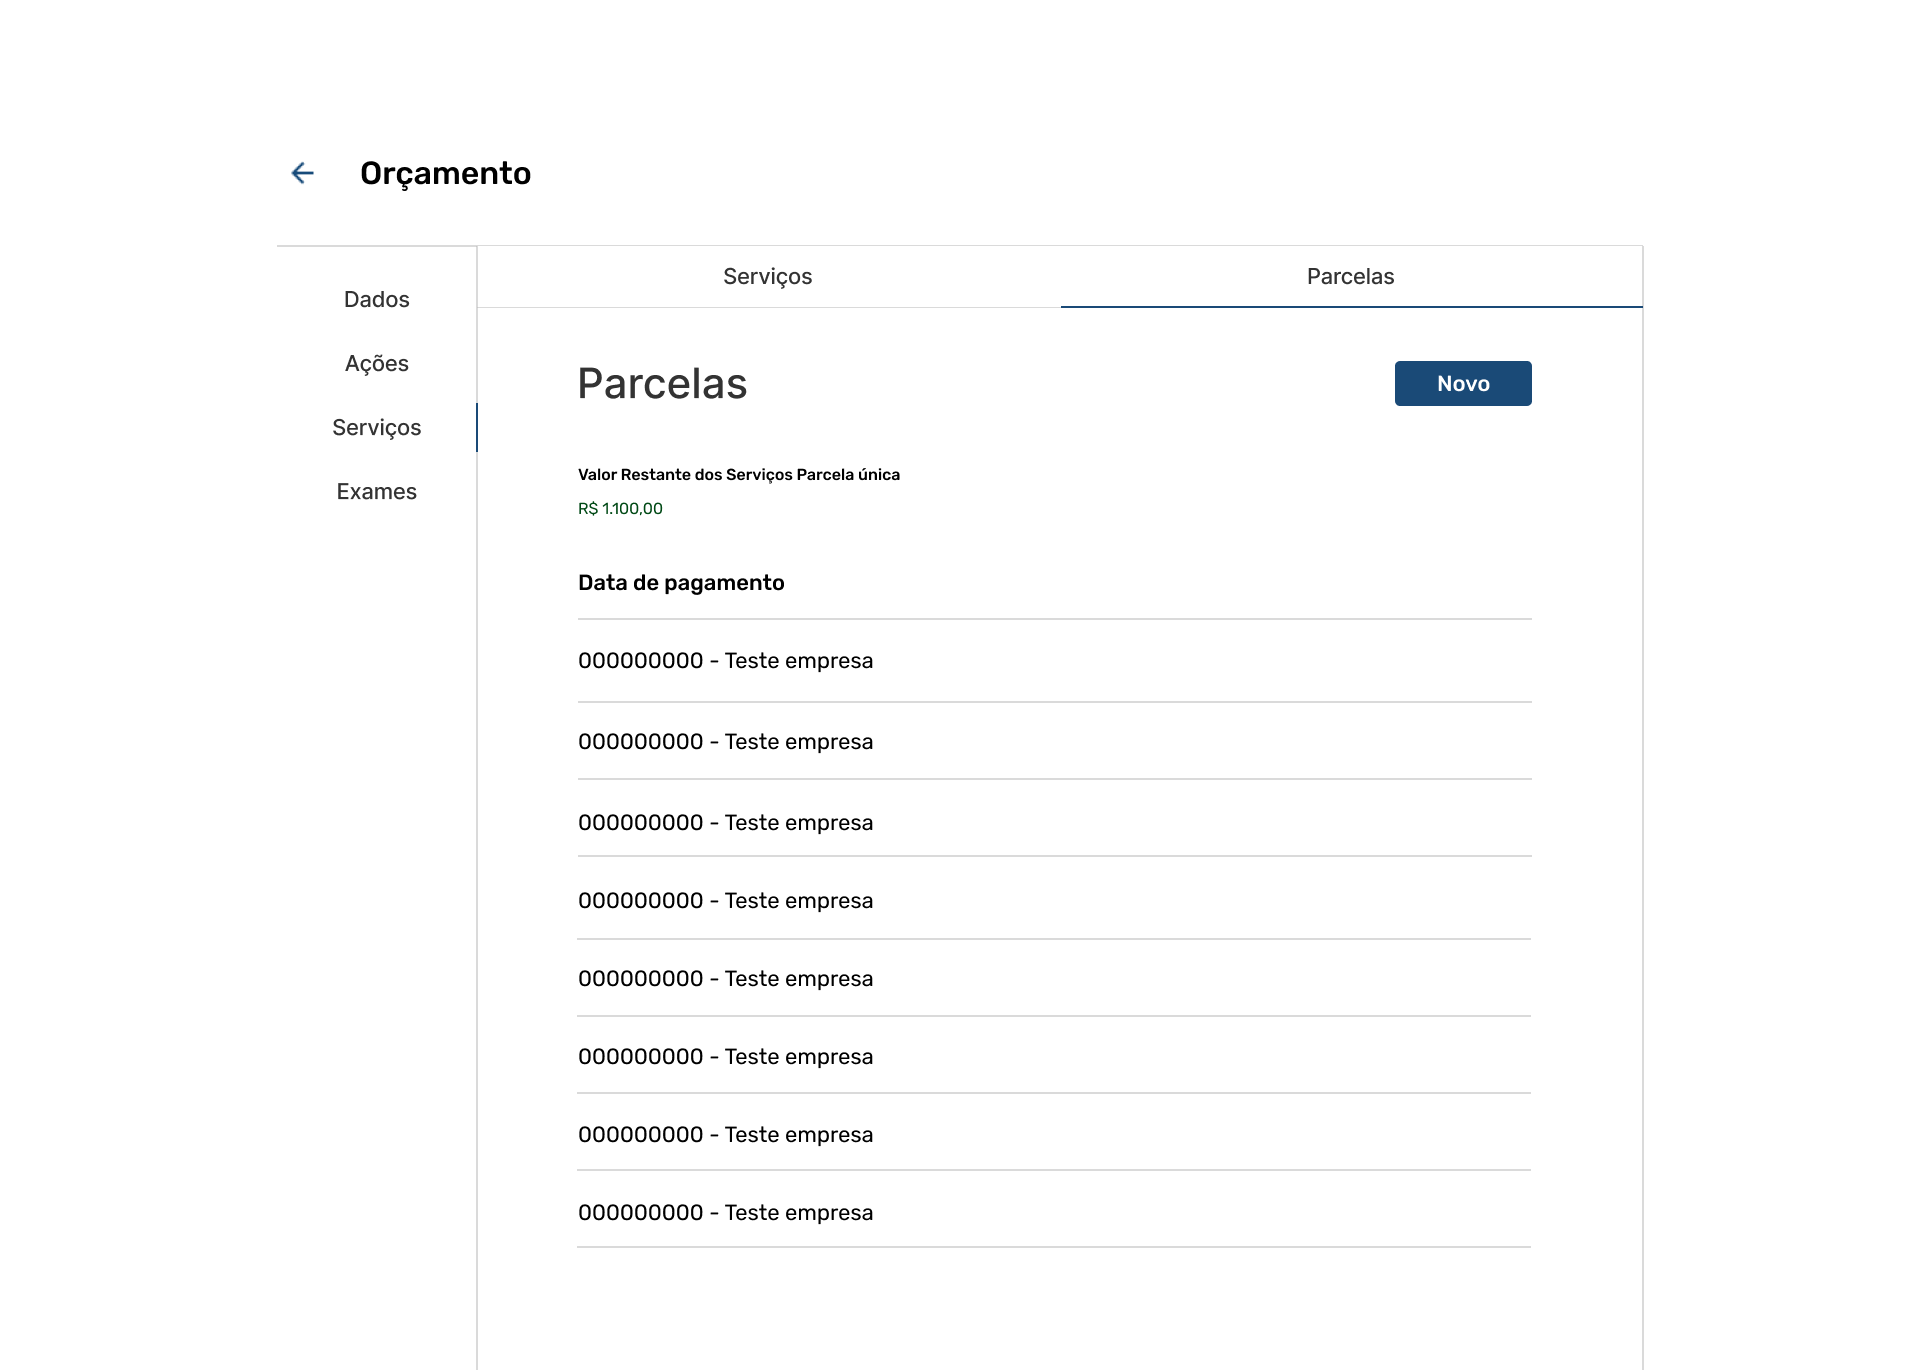 Orçamento
Dados
Ações
Serviços
Exames
Serviços
Parcelas
Parcelas
Novo
Valor Restante dos Serviços Parcela única
R$ 1.100,00
Data de pagamento
000000000 - Teste empresa
000000000 - Teste empresa
000000000 - Teste empresa
000000000 - Teste empresa
000000000 - Teste empresa
000000000 - Teste empresa
000000000 - Teste empresa
000000000 - Teste empresa